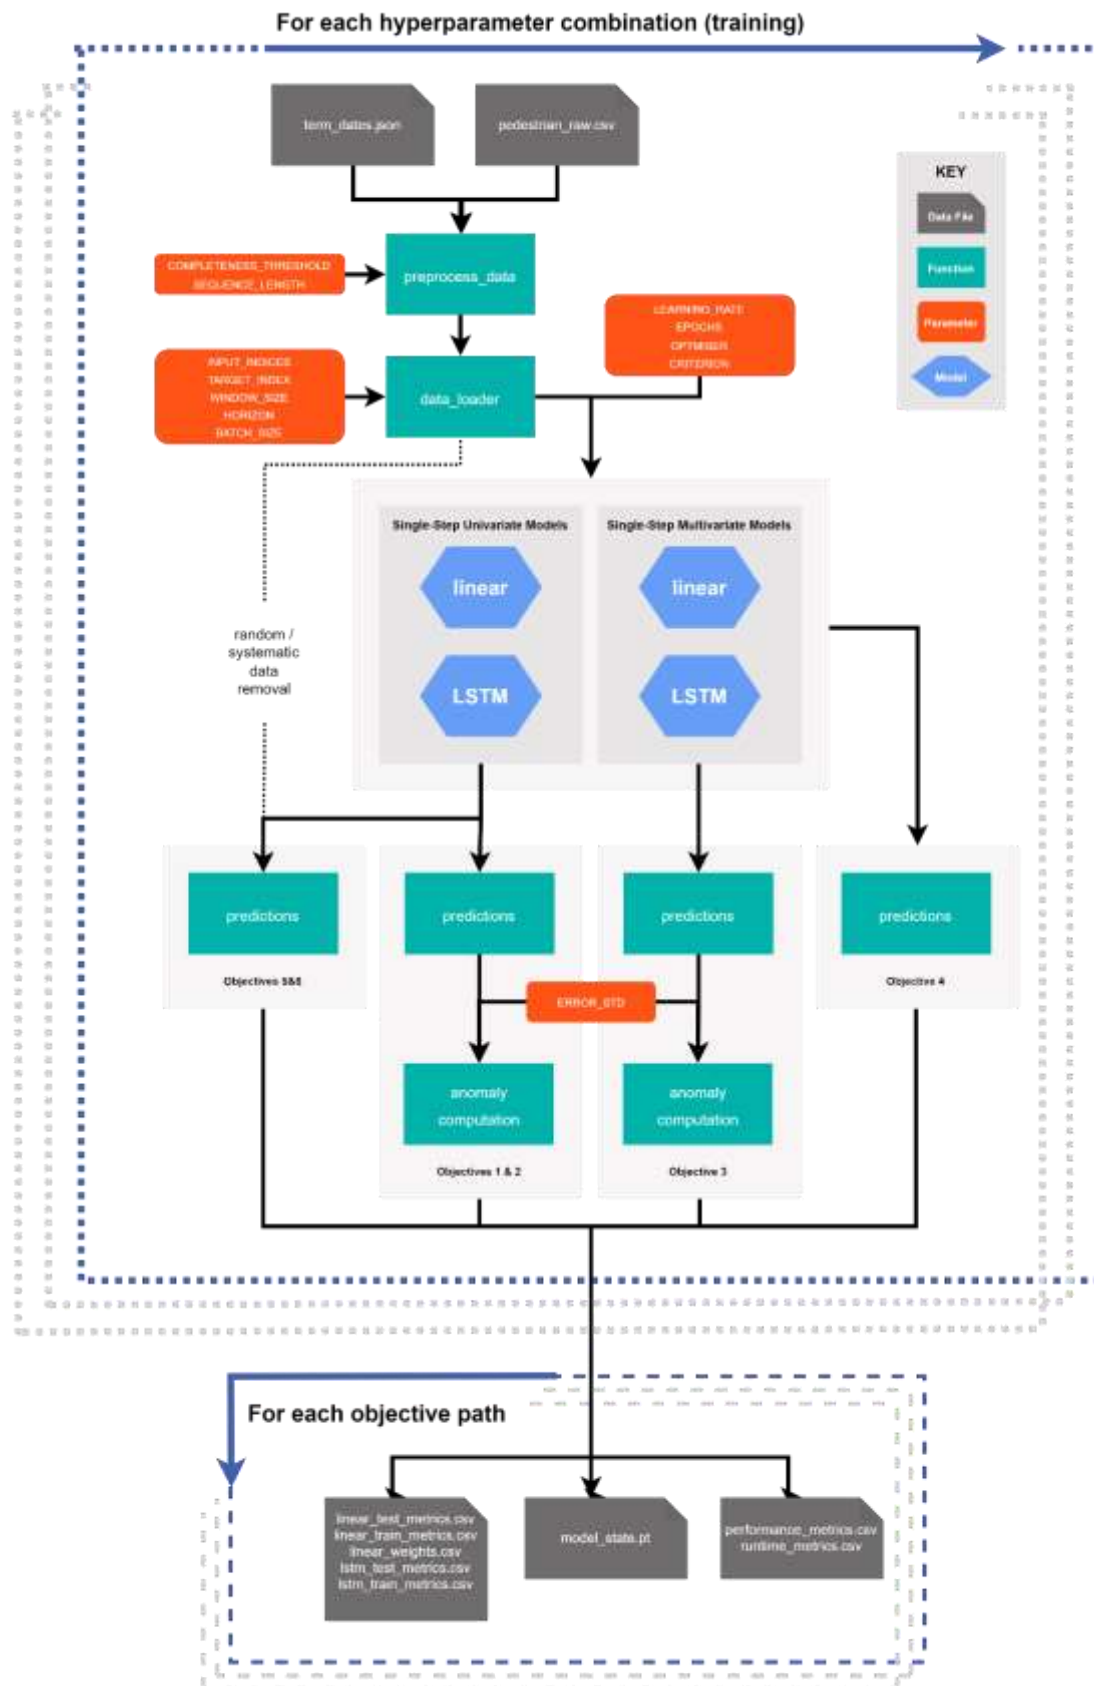 For each hyperparameter combination (training)
term_dates.json
pedestrian_raw.csv
KEY
Data File
Function
Parameter
Model
COMPLETENESS_THRESHOLD
SEQUENCE_LENGTH
preprocess_data
LEARNING_RATE
EPOCHS
OPTMISER
CRITERION
INPUT_INDICES
TARGET_INDEX
WINDOW_SIZE
HORIZON
BATCH_SIZE
data_loader
Single-Step Univariate Models
Single-Step Multivariate Models
linear
linear
LSTM
LSTM
random /
systematic
data
removal
predictions
predictions
predictions
predictions
Objectives 5&6
Objective 4
ERROR_STD
anomaly
computation
anomaly
computation
Objectives 1 & 2
Objective 3
For each objective path
linear_test_metrics.csv
linear_train_metrics.csv
linear_weights.csv
lstm_test_metrics.csv
lstm_train_metrics.csv
model_state.pt
performance_metrics.csv
runtime_metrics.csv